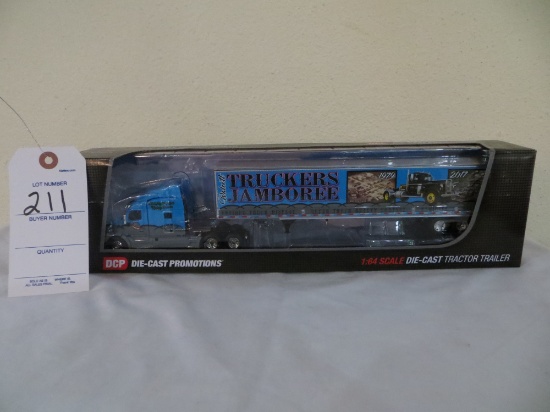 LOT NUMBER
211
BUYER NUMBER
QUANTITY
TRUCKERS
JAMBOREE
1979
2017
DCP DIE-CAST PROMOTIONS
1:64 SCALE DIE-CAST TRACTOR TRAILER